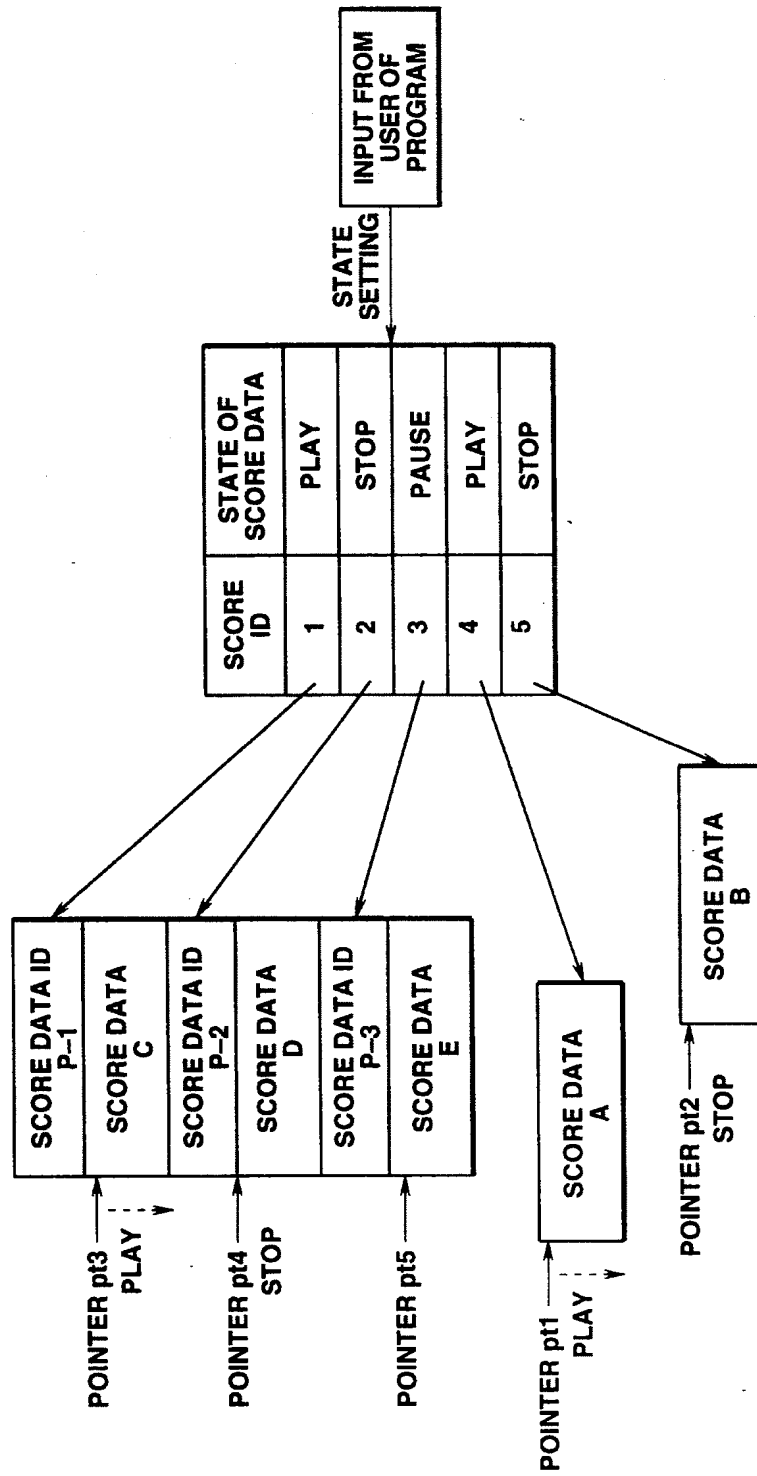 POINTER pt3
PLAY
POINTER pt4
STOP
POINTER pt5
POINTER pt1
PLAY
POINTER pt2
STOP
SCORE DATA ID
P–1
SCORE DATA
C
SCORE DATA ID
P–2
SCORE DATA
D
SCORE DATA ID
P–3
SCORE DATA
E
SCORE DATA
A
SCORE DATA
B
SCORE
ID
STATE OF
SCORE DATA
1
PLAY
2
STOP
3
PAUSE
4
PLAY
5
STOP
STATE
SETTING
INPUT FROM
USER OF
PROGRAM